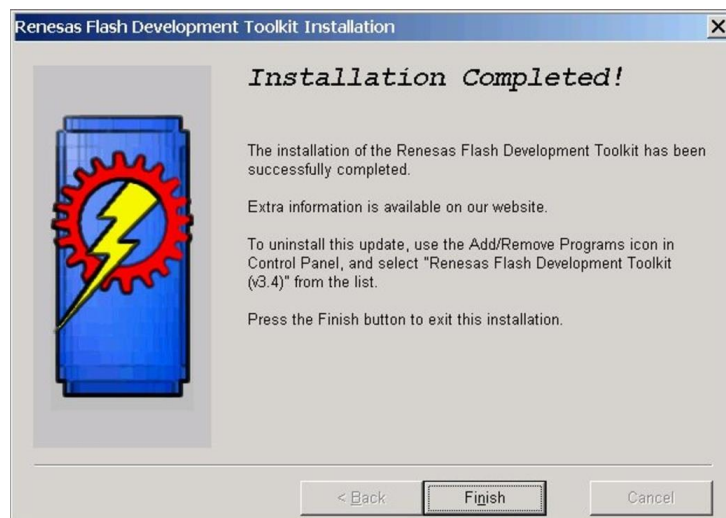 Renesas Flash Development Toolkit Installation
Installation Completed!
The installation of the Renesas Flash Development Toolkit has been
successfully completed.
Extra information is available on our website.
To uninstall this update, use the Add/Remove Programs icon in
Control Panel, and select "Renesas Flash Development Toolkit
(v3.4)" from the list.
Press the Finish button to exit this installation.
< Back
Finish
Cancel